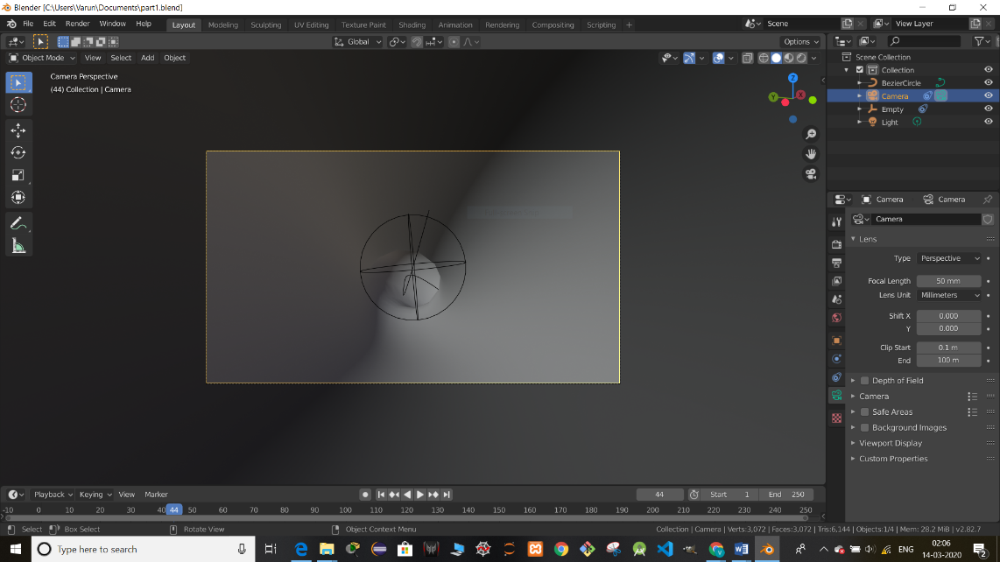 Blender [C:\Users\Varun\Documents\part1.blend]
File Edit Render Window Help Layout Modeling Sculpting UV Editing Texture Paint Shading Animation Rendering Compositing Scripting + Scene View Layer
Global Options
Object Mode View Select Add Object
Camera Perspective
(44) Collection | Camera
Z
Y X
Scene Collection
Collection
BezierCircle
Camera
Empty
Light
Camera Camera
Camera
Lens
Type Perspective
Focal Length 50 mm
Lens Unit Millimeters
Shift X 0.000
Y 0.000
Clip Start 0.1 m
End 100 m
Depth of Field
Camera
Safe Areas
Background Images
Viewport Display
Custom Properties
Playback Keying View Marker 44 Start 1 End 250
-10 0 10 20 30 40 44 50 60 70 80 90 100 110 120 130 140 150 160 170 180 190 200 210 220 230 240 250
Select Box Select Rotate View Object Context Menu Collection | Camera | Verts:3,072 | Faces:3,072 | Tris:6,144 | Objects:1/4 | Mem: 28.2 MiB | v2.82.7
Type here to search ENG 02:06
14-03-2020